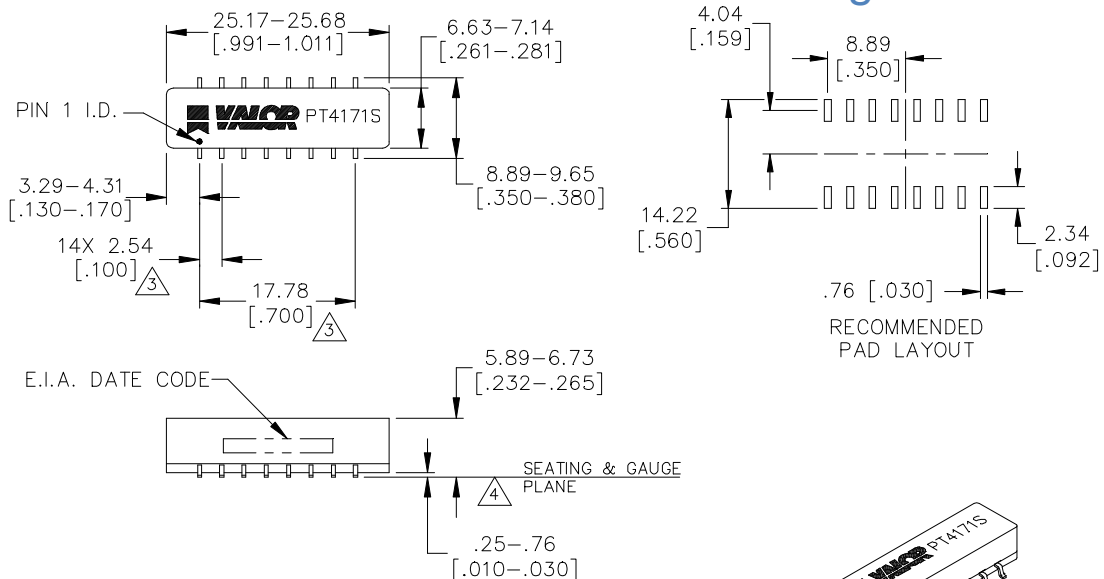 25.17–25.68
[.991–1.011]
6.63–7.14
[.261–.281]
PIN 1 I.D.
VALOR PT4171S
8.89–9.65
[.350–.380]
3.29–4.31
[.130–.170]
14X 2.54
[.100] 3
17.78
[.700] 3
4.04
[.159]
8.89
[.350]
14.22
[.560]
2.34
[.092]
.76 [.030]
RECOMMENDED
PAD LAYOUT
E.I.A. DATE CODE
5.89–6.73
[.232–.265]
4
SEATING & GAUGE
PLANE
.25–.76
[.010–.030]
VALOR PT4171S